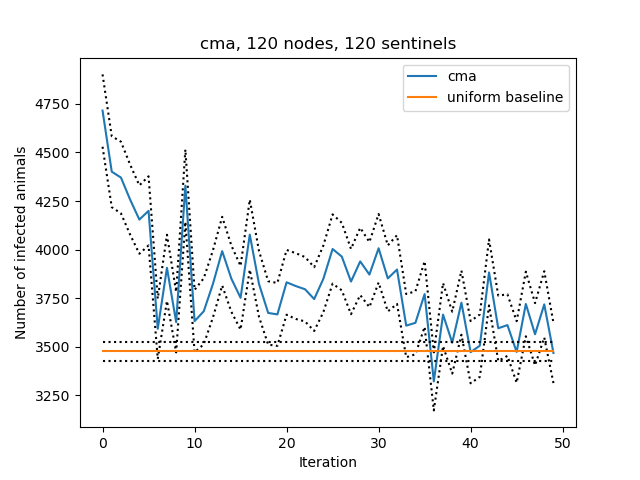 cma, 120 nodes, 120 sentinels
cma
uniform baseline
Number of infected animals
4750
4500
4250
4000
3750
3500
3250
0
10
20
30
40
50
Iteration